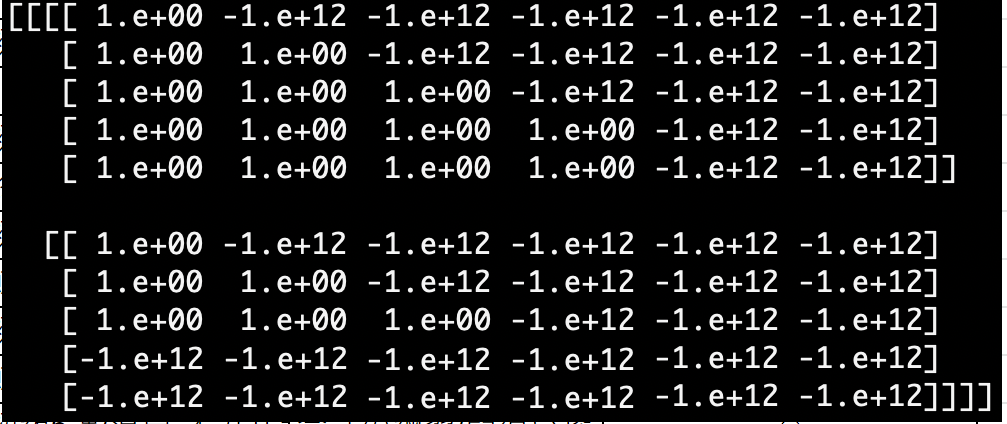 [[[[ 1.e+00 -1.e+12 -1.e+12 -1.e+12 -1.e+12 -1.e+12]
[ 1.e+00 1.e+00 -1.e+12 -1.e+12 -1.e+12 -1.e+12]
[ 1.e+00 1.e+00 1.e+00 -1.e+12 -1.e+12 -1.e+12]
[ 1.e+00 1.e+00 1.e+00 1.e+00 -1.e+12 -1.e+12]
[ 1.e+00 1.e+00 1.e+00 1.e+00 -1.e+12 -1.e+12]]
[[ 1.e+00 -1.e+12 -1.e+12 -1.e+12 -1.e+12 -1.e+12]
[ 1.e+00 1.e+00 -1.e+12 -1.e+12 -1.e+12 -1.e+12]
[ 1.e+00 1.e+00 1.e+00 -1.e+12 -1.e+12 -1.e+12]
[-1.e+12 -1.e+12 -1.e+12 -1.e+12 -1.e+12 -1.e+12]
[-1.e+12 -1.e+12 -1.e+12 -1.e+12 -1.e+12 -1.e+12]]]]